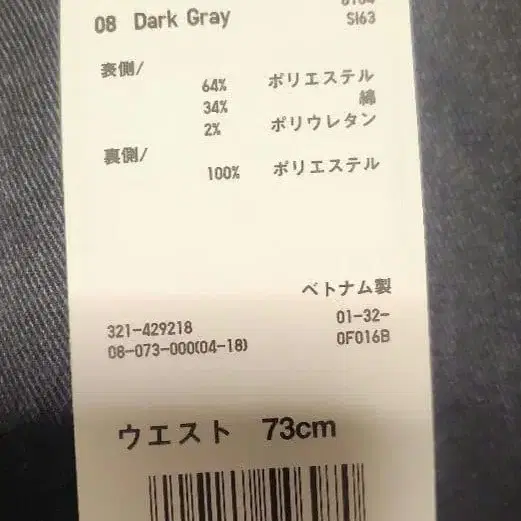 08 Dark Gray
SI63
表側/
64% ポリエステル
34% 綿
2% ポリウレタン
裏側/
100% ポリエステル
ベトナム製
321-429218 01-32-
08-073-000(04-18) 0F016B
ウエスト 73cm